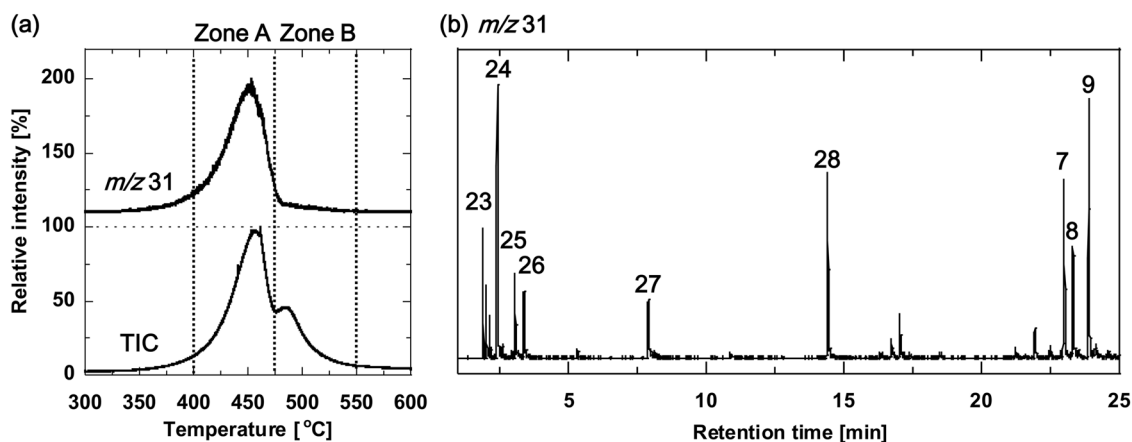 (a) Zone A Zone B
200
150
m/z 31
100
50
TIC
0
300 350 400 450 500 550 600
Temperature [ °C]
Relative intensity [%]
(b) m/z 31
24
9
7
28
23
8
25
26
27
5 10 15 20 25
Retention time [min]